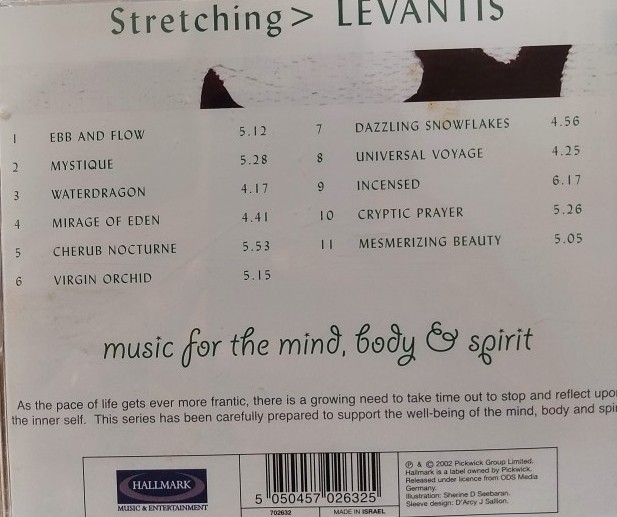 Stretching> LEVANTIS
1 EBB AND FLOW 5.12
2 MYSTIQUE 5.28
3 WATERDRAGON 4.17
4 MIRAGE OF EDEN 4.41
5 CHERUB NOCTURNE 5.53
6 VIRGIN ORCHID 5.15
7 DAZZLING SNOWFLAKES 4.56
8 UNIVERSAL VOYAGE 4.25
9 INCENSED 6.17
10 CRYPTIC PRAYER 5.26
11 MESMERIZING BEAUTY 5.05
music for the mind, body & spirit
As the pace of life gets ever more frantic, there is a growing need to take time out to stop and reflect upo
the inner self. This series has been carefully prepared to support the well-being of the mind, body and spi
HALLMARK
MUSIC & ENTERTAINMENT
5 050457 026325
702632 MADE IN ISRAEL
℗ & © 2002 Pickwick Group Limited.
Hallmark is a label owned by Pickwick.
Released under licence from ODS Media
Germany.
Illustration: Sherine D Seebaran.
Sleeve design: D'Arcy J Sallion.